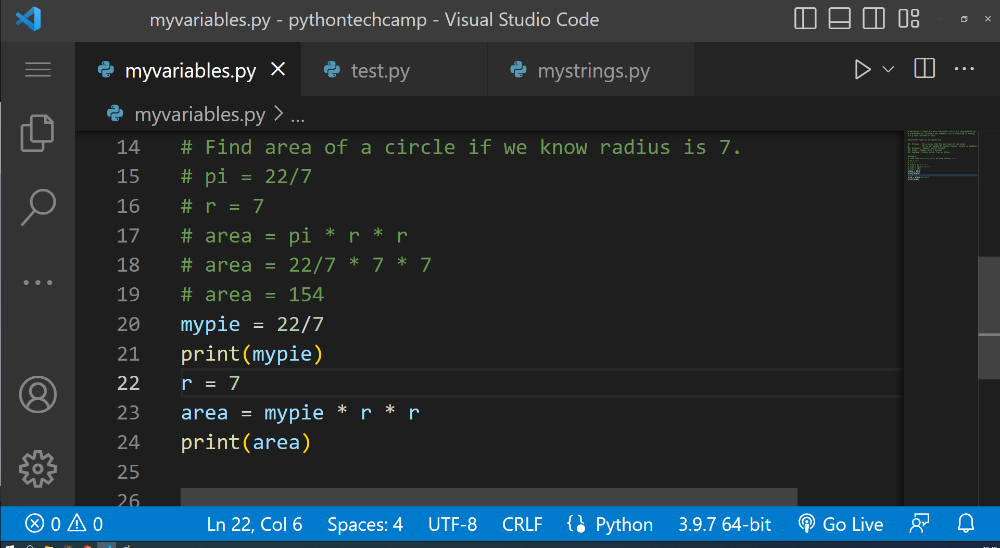 myvariables.py - pythontechcamp - Visual Studio Code
myvariables.py
test.py
mystrings.py
myvariables.py > ...
14 # Find area of a circle if we know radius is 7.
15 # pi = 22/7
16 # r = 7
17 # area = pi * r * r
18 # area = 22/7 * 7 * 7
19 # area = 154
20 mypie = 22/7
21 print(mypie)
22 r = 7
23 area = mypie * r * r
24 print(area)
25
26
0 0 Ln 22, Col 6 Spaces: 4 UTF-8 CRLF Python 3.9.7 64-bit Go Live